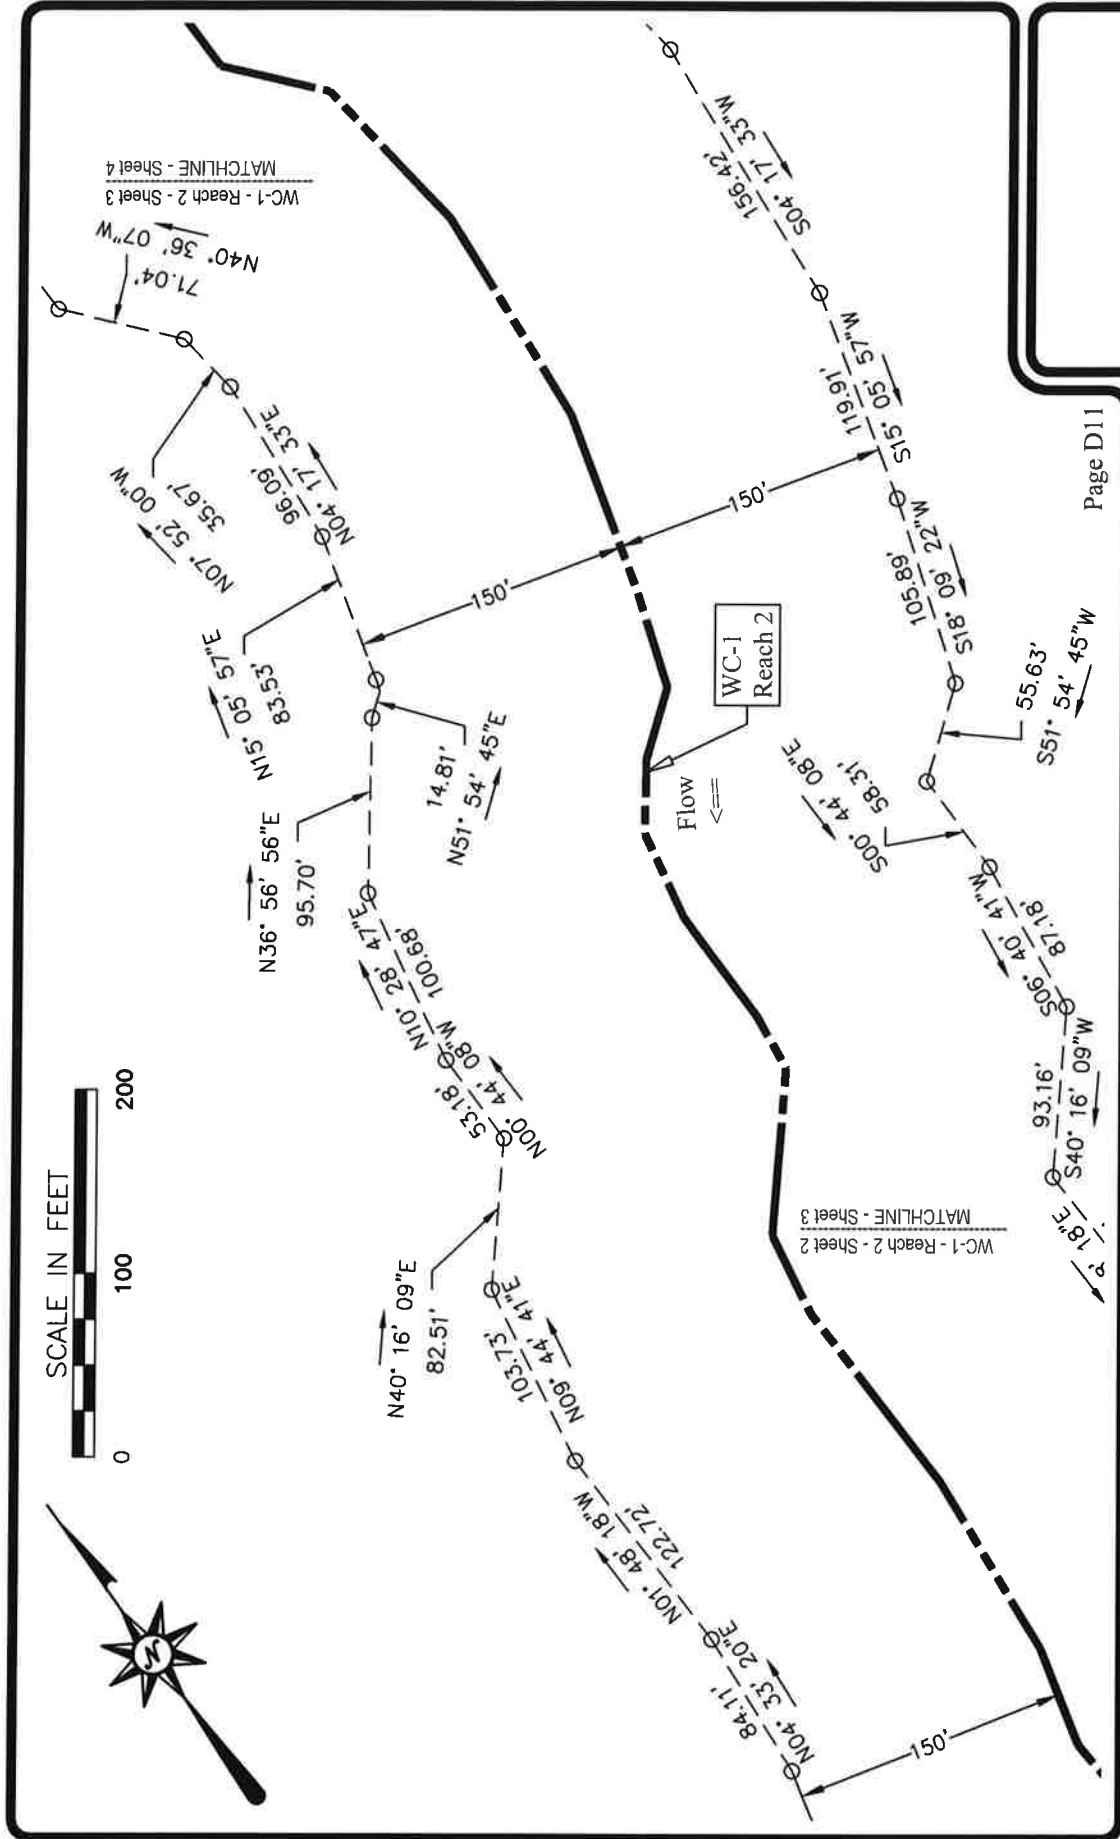 SCALE IN FEET
0 100 200
N
WC-1 - Reach 2 - Sheet 3
MATCHLINE - Sheet 4
N40° 36' 07"W
71.04'
N07° 52' 00"W
35.67'
96.09'
N04° 17' 33"E
N15° 05' 57"E
83.53'
14.81'
N51° 54' 45"E
N36° 56' 56"E
95.70'
N10° 28' 47"E
100.68'
53.18'
N00° 44' 08"W
N40° 16' 09"E
82.51'
103.73'
N09° 44' 41"E
N01° 48' 18"W
122.72'
84.11'
N04° 33' 20"E
150'
150'
150'
WC-1
Reach 2
Flow
<==
WC-1 - Reach 2 - Sheet 2
MATCHLINE - Sheet 3
156.42'
S04° 17' 33"W
119.91'
S15° 05' 57"W
105.89'
S18° 09' 22"W
55.63'
S51° 54' 45"W
S00° 44' 08"E
58.31'
S06° 40' 41"W
87.18'
93.16'
S40° 16' 09"W
' 18"E
Page D11